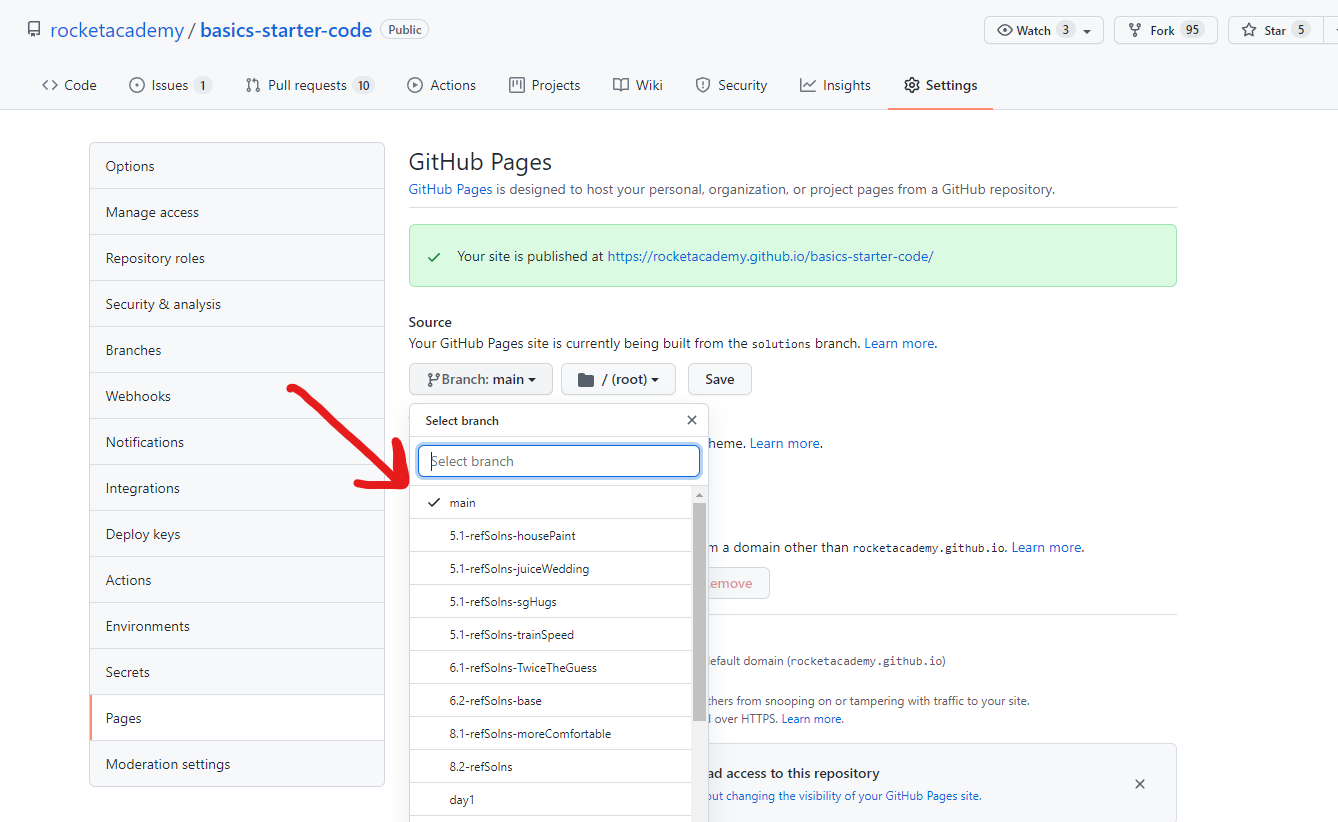 rocketacademy / basics-starter-code Public
Watch 3 Fork 95 Star 5
Code Issues 1 Pull requests 10 Actions Projects Wiki Security Insights Settings
Options
Manage access
Repository roles
Security & analysis
Branches
Webhooks
Notifications
Integrations
Deploy keys
Actions
Environments
Secrets
Pages
Moderation settings
GitHub Pages
GitHub Pages is designed to host your personal, organization, or project pages from a GitHub repository.
Your site is published at https://rocketacademy.github.io/basics-starter-code/
Source
Your GitHub Pages site is currently being built from the solutions branch. Learn more.
Branch: main / (root) Save
Select branch
heme. Learn more.
Select branch
main
5.1-refSolns-housePaint
m a domain other than rocketacademy.github.io. Learn more.
5.1-refSolns-juiceWedding
emove
5.1-refSolns-sgHugs
5.1-refSolns-trainSpeed
efault domain (rocketacademy.github.io)
6.1-refSolns-TwiceTheGuess
6.2-refSolns-base
thers from snooping on or tampering with traffic to your site.
over HTTPS. Learn more.
8.1-refSolns-moreComfortable
8.2-refSolns
ad access to this repository
day1
out changing the visibility of your GitHub Pages site.